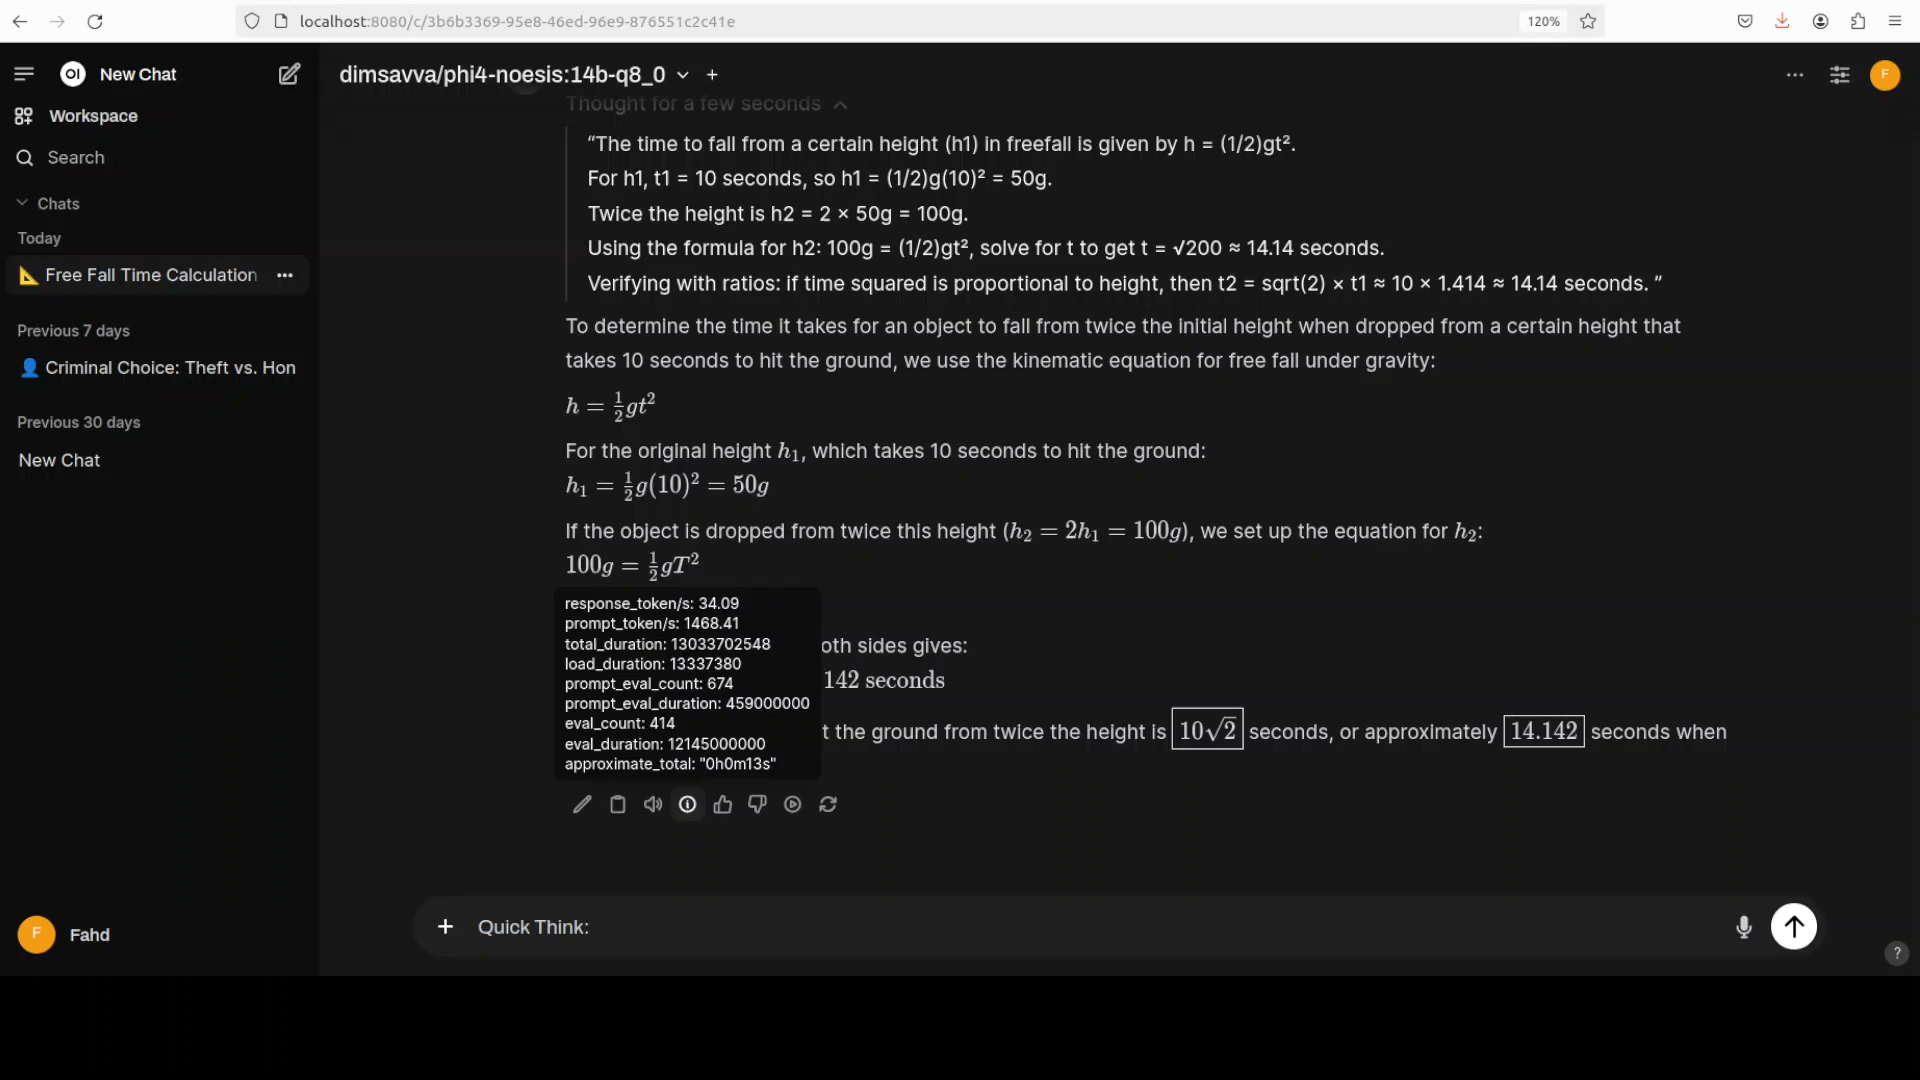 localhost:8080/c/3b6b3369-95e8-46ed-96e9-876551c2c41e
120%
OI New Chat
dimsavva/phi4-noesis:14b-q8_0
F
Workspace
Search
Chats
Today
📐 Free Fall Time Calculation
Previous 7 days
👤 Criminal Choice: Theft vs. Hon
Previous 30 days
New Chat
Thought for a few seconds
“The time to fall from a certain height (h1) in freefall is given by h = (1/2)gt².
For h1, t1 = 10 seconds, so h1 = (1/2)g(10)² = 50g.
Twice the height is h2 = 2 × 50g = 100g.
Using the formula for h2: 100g = (1/2)gt², solve for t to get t = √200 ≈ 14.14 seconds.
Verifying with ratios: if time squared is proportional to height, then t2 = sqrt(2) × t1 ≈ 10 × 1.414 ≈ 14.14 seconds. ”
To determine the time it takes for an object to fall from twice the initial height when dropped from a certain height that
takes 10 seconds to hit the ground, we use the kinematic equation for free fall under gravity:
h = ½gt²
For the original height h₁, which takes 10 seconds to hit the ground:
h₁ = ½g(10)² = 50g
If the object is dropped from twice this height (h₂ = 2h₁ = 100g), we set up the equation for h₂:
100g = ½gT²
response_token/s: 34.09
prompt_token/s: 1468.41
total_duration: 13033702548
load_duration: 13337380
prompt_eval_count: 674
prompt_eval_duration: 459000000
eval_count: 414
eval_duration: 12145000000
approximate_total: "0h0m13s"
oth sides gives:
142 seconds
t the ground from twice the height is 10√2 seconds, or approximately 14.142 seconds when
Quick Think:
F Fahd
?